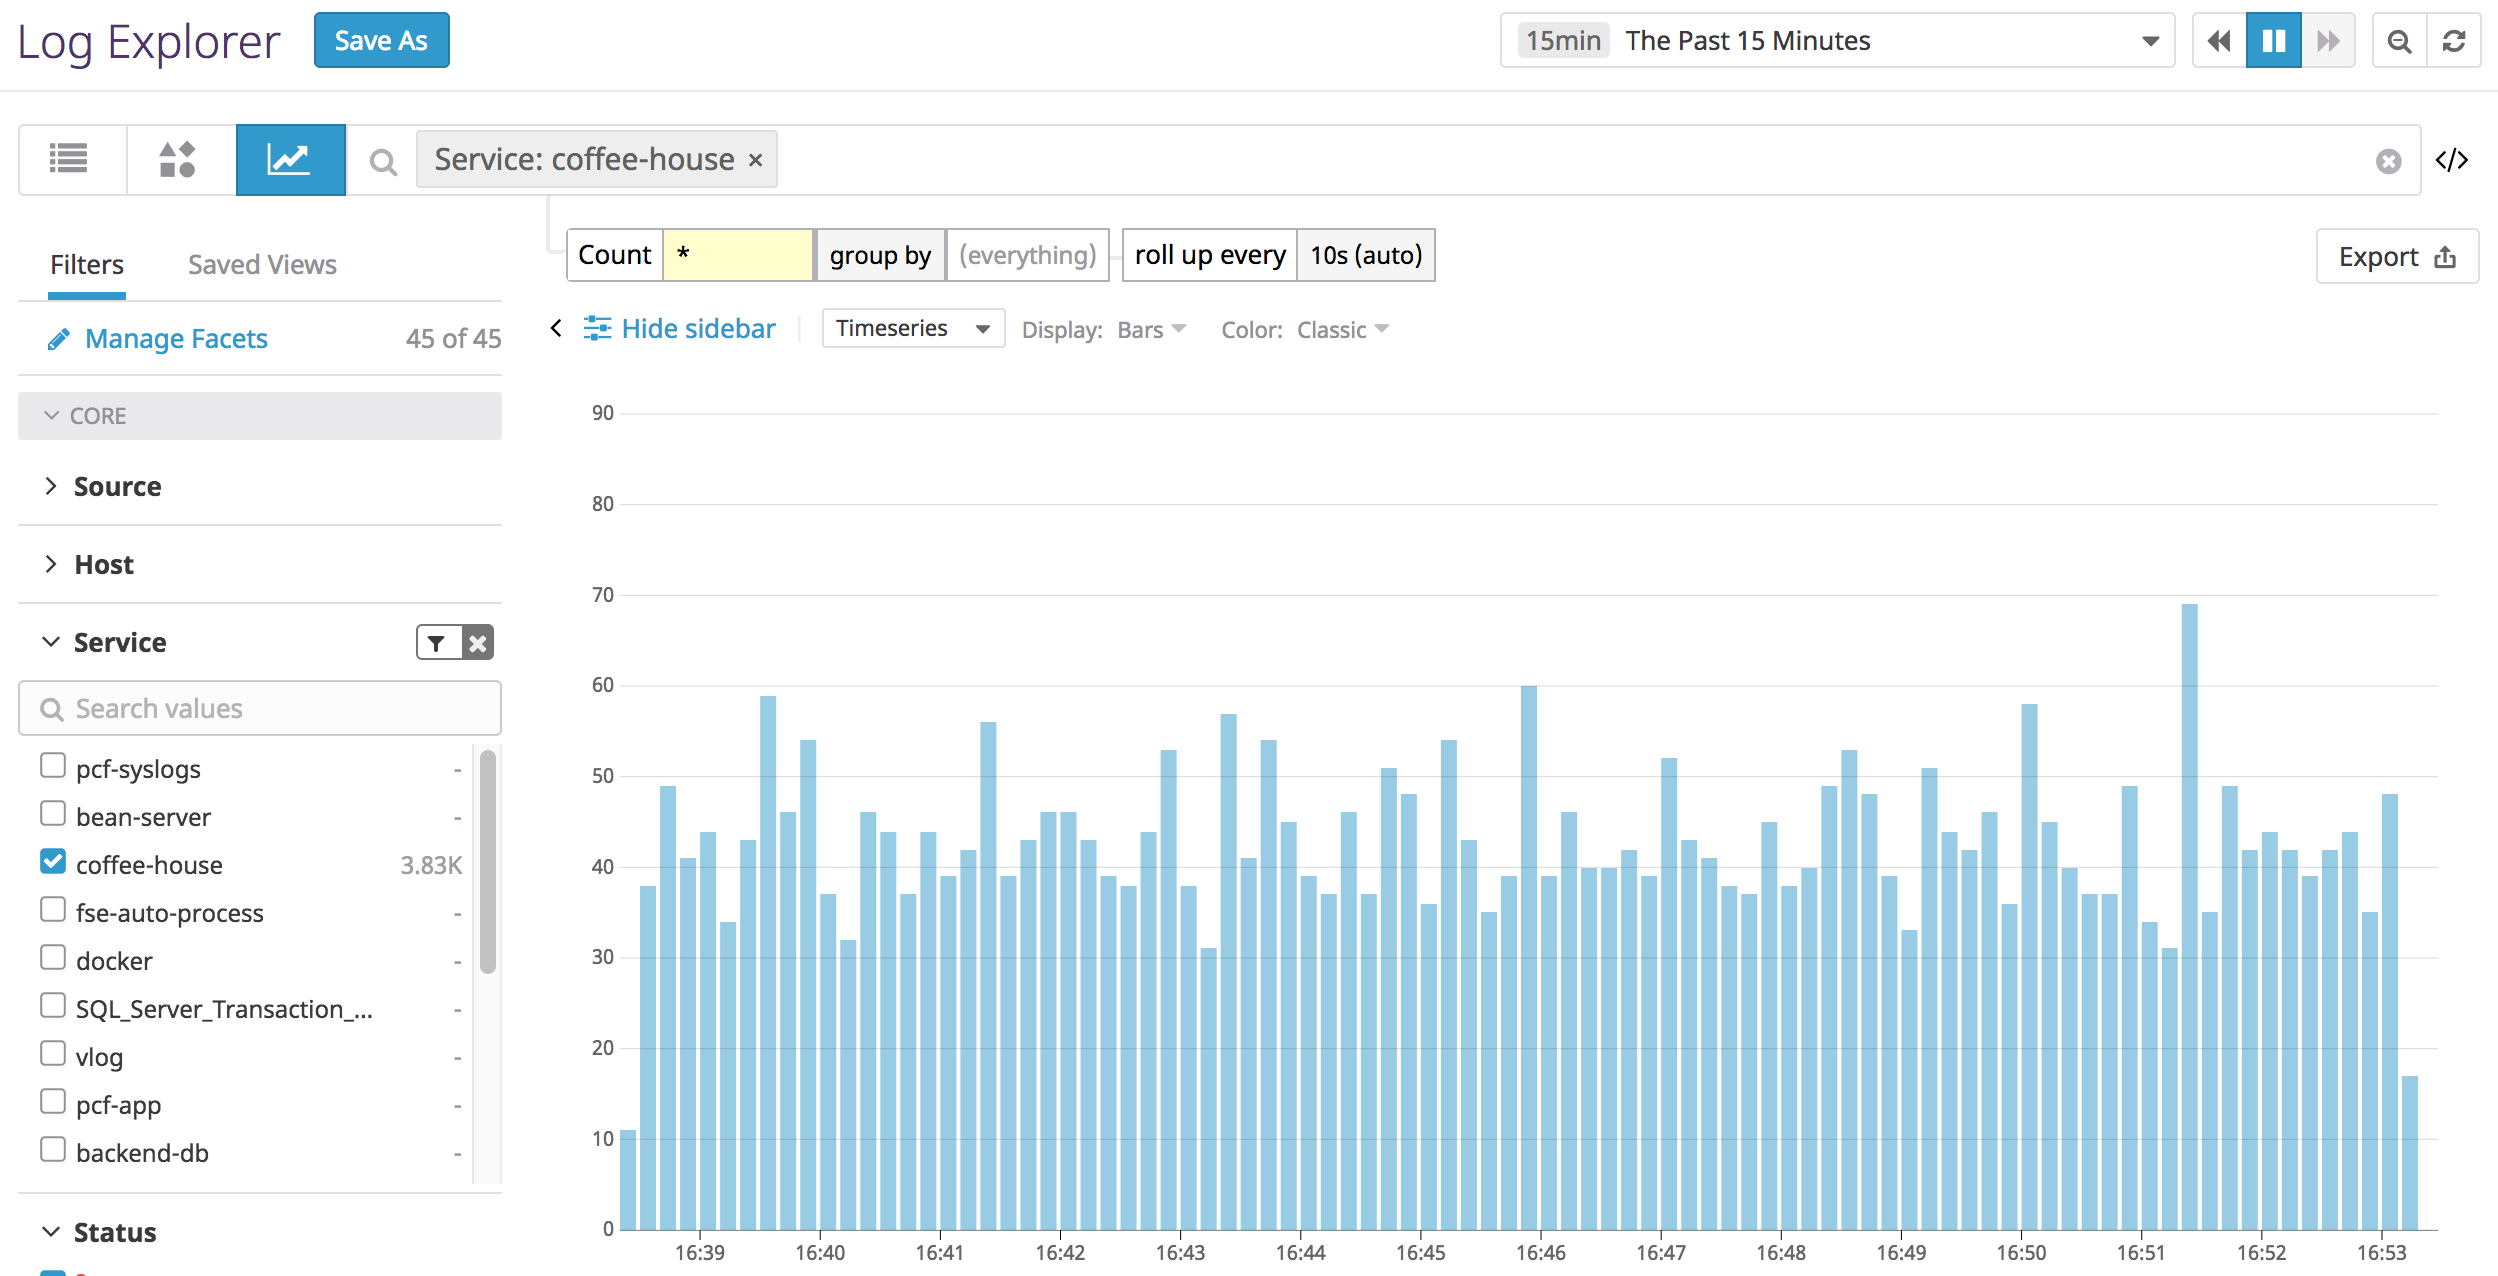 Log Explorer
Save As
15min The Past 15 Minutes
Service: coffee-house ×
</>
Count * group by (everything) roll up every 10s (auto)
Export
Filters Saved Views
Manage Facets 45 of 45
Hide sidebar Timeseries Display: Bars Color: Classic
CORE
Source
Host
Service
Search values
pcf-syslogs -
bean-server -
coffee-house 3.83K
fse-auto-process -
docker -
SQL_Server_Transaction_... -
vlog -
pcf-app -
backend-db -
Status
90
80
70
60
50
40
30
20
10
0
16:39 16:40 16:41 16:42 16:43 16:44 16:45 16:46 16:47 16:48 16:49 16:50 16:51 16:52 16:53